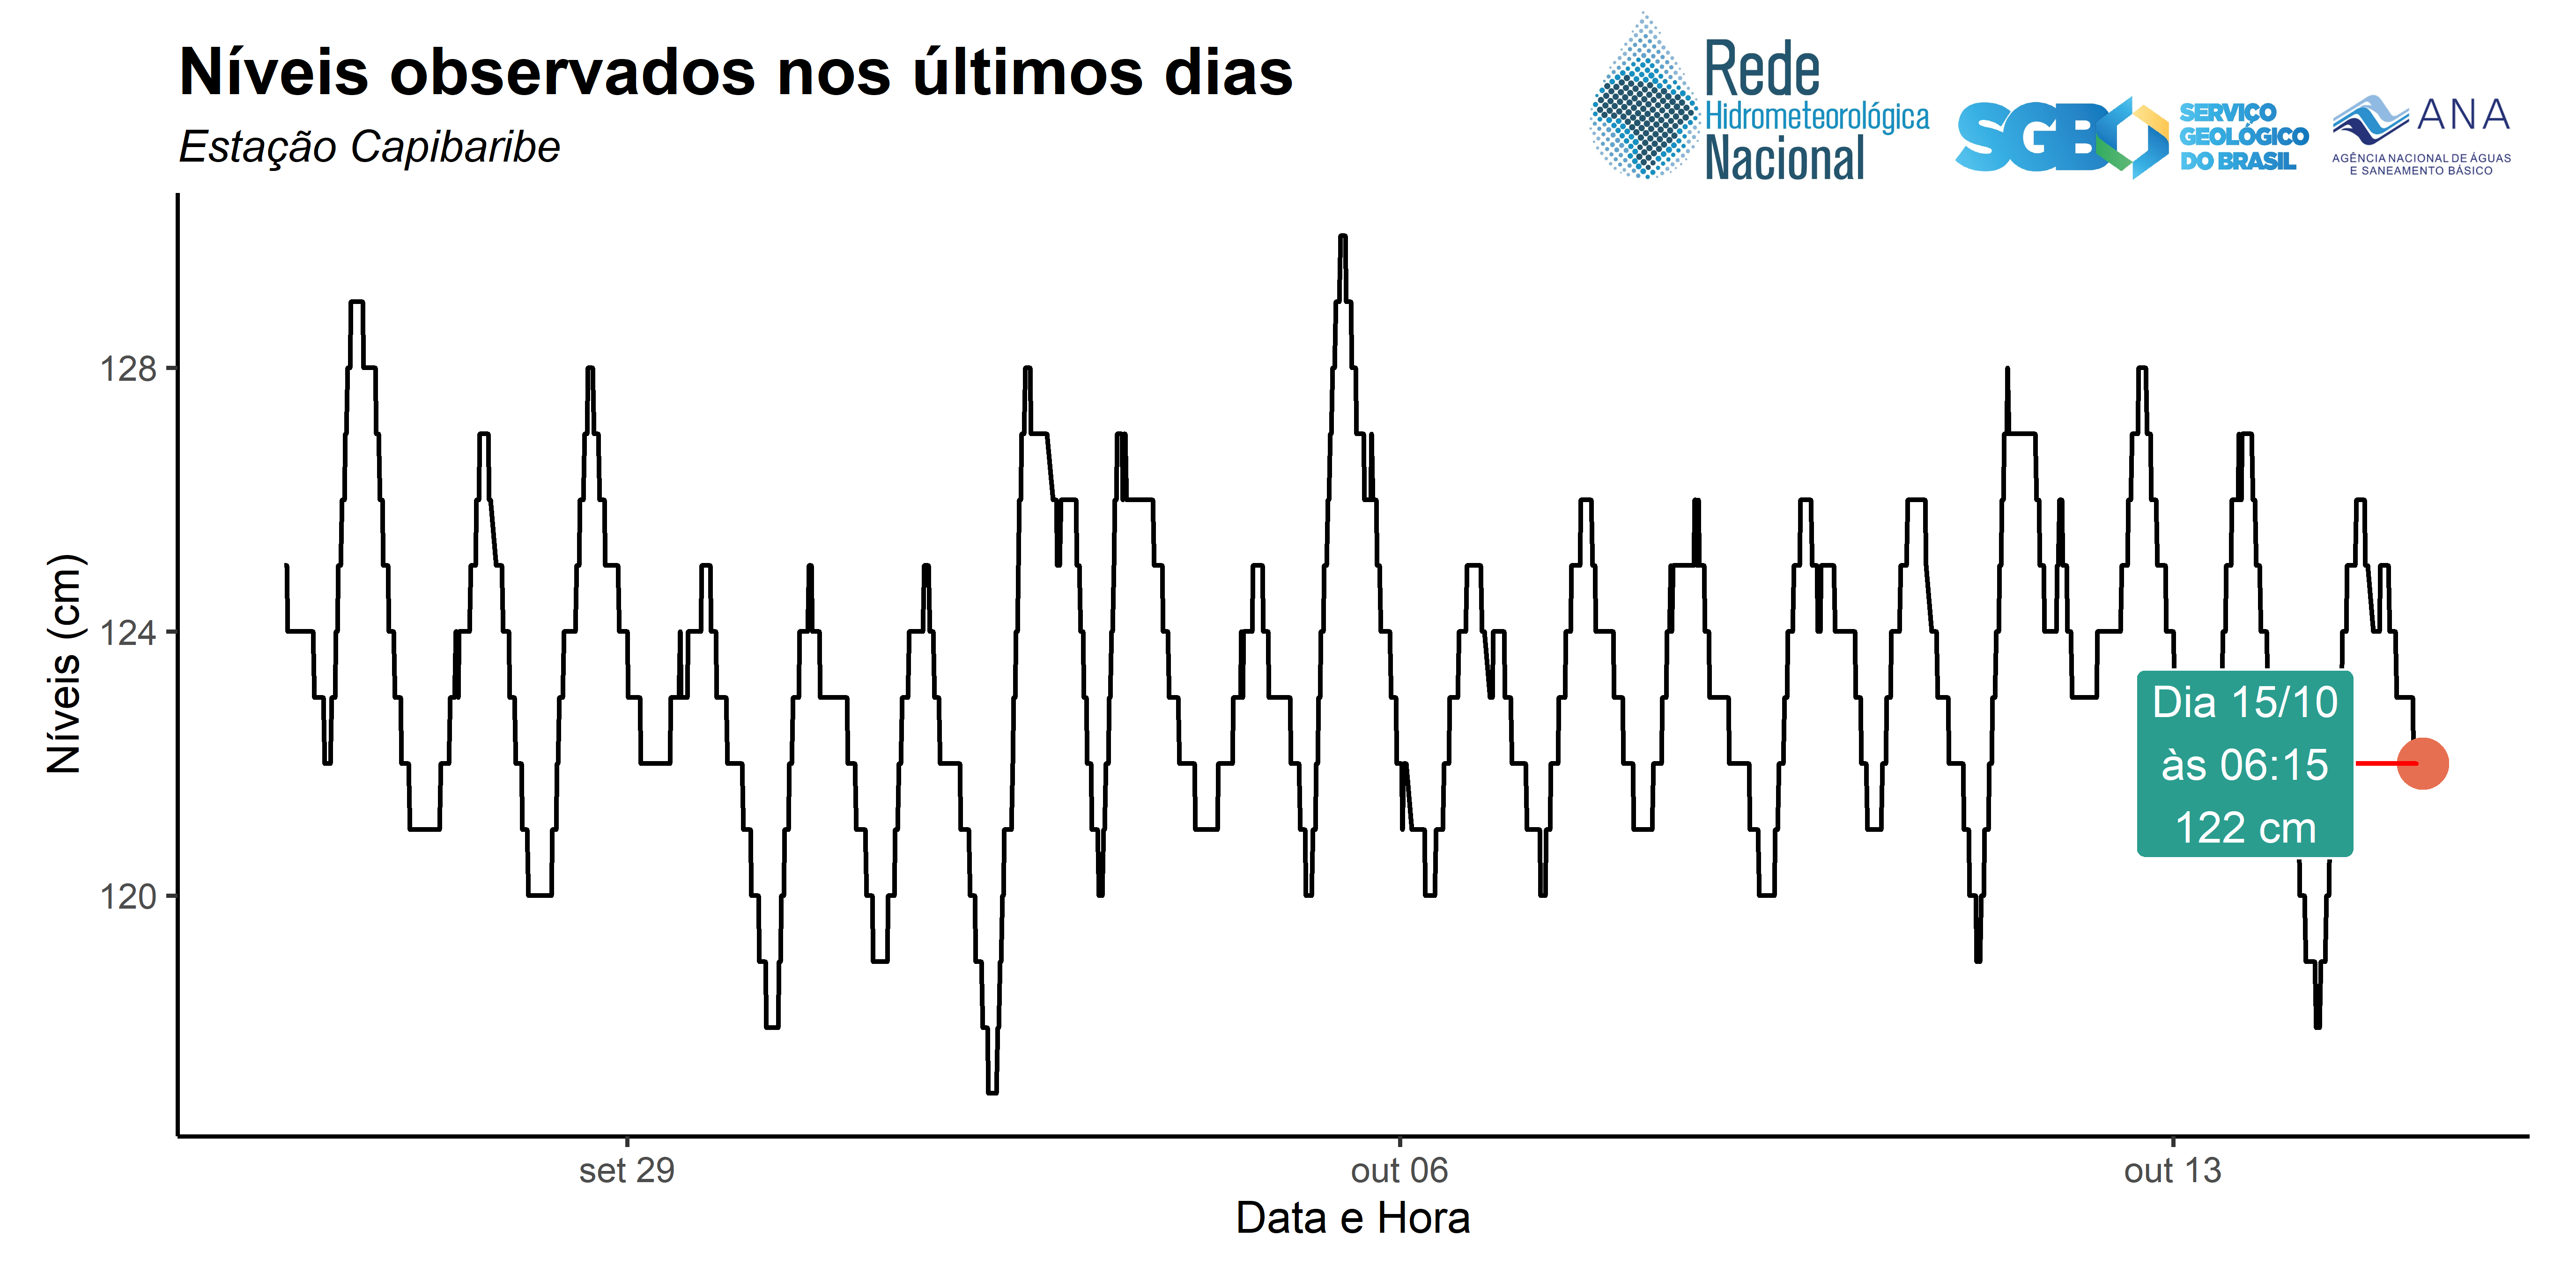 Níveis observados nos últimos dias
Estação Capibaribe
Rede
Hidrometeorológica
Nacional
SGB
SERVIÇO
GEOLÓGICO
DO BRASIL
ANA
AGÊNCIA NACIONAL DE ÁGUAS
E SANEAMENTO BÁSICO
Níveis (cm)
128
124
120
Dia 15/10
às 06:15
122 cm
set 29
out 06
out 13
Data e Hora